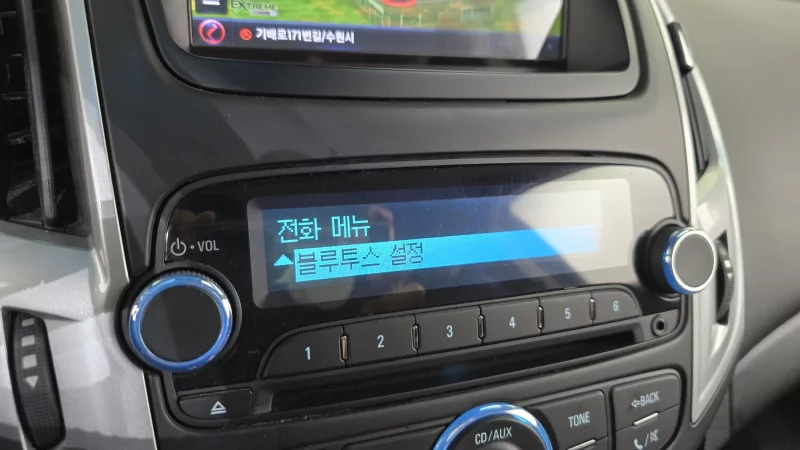 EXTREME
기배로171번길/수원시
전화 메뉴
블루투스 설정
VOL
1 2 3 4 5 6
BACK
TONE
CD/AUX